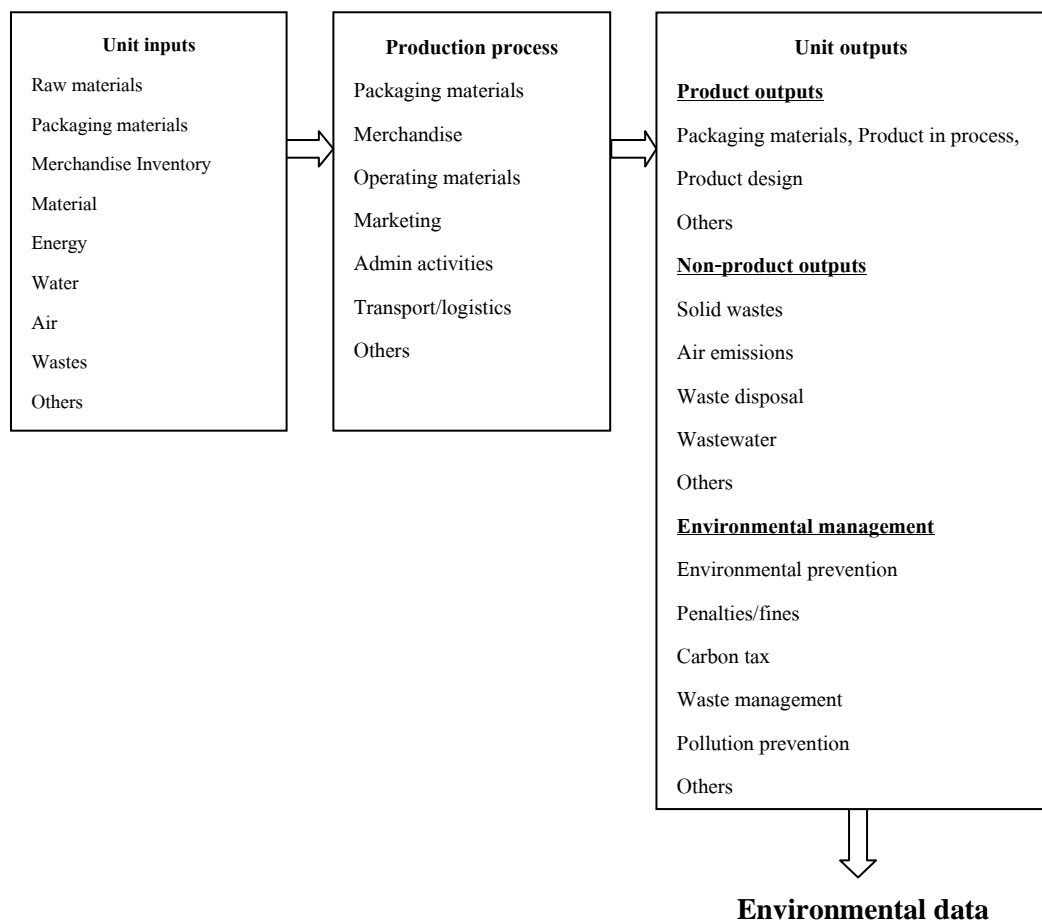 Unit inputs
Raw materials
Packaging materials
Merchandise Inventory
Material
Energy
Water
Air
Wastes
Others
Production process
Packaging materials
Merchandise
Operating materials
Marketing
Admin activities
Transport/logistics
Others
Unit outputs
Product outputs
Packaging materials, Product in process,
Product design
Others
Non-product outputs
Solid wastes
Air emissions
Waste disposal
Wastewater
Others
Environmental management
Environmental prevention
Penalties/fines
Carbon tax
Waste management
Pollution prevention
Others
Environmental data